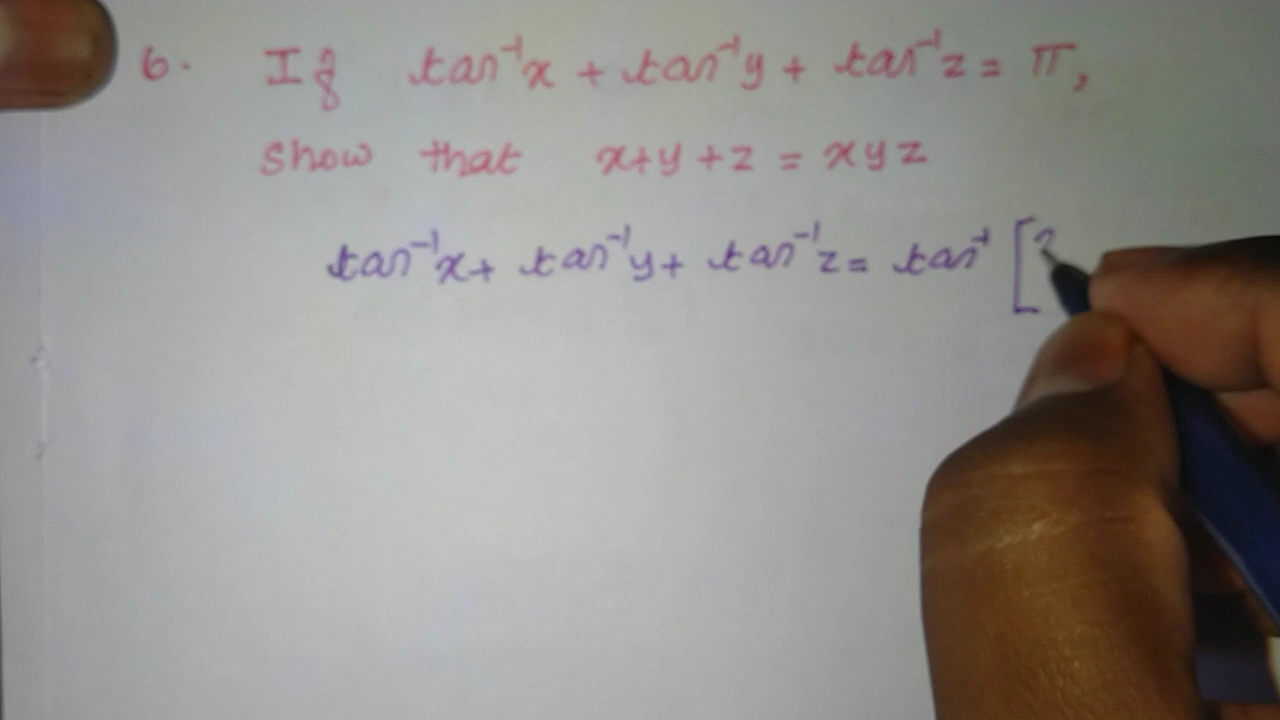 6. If tan⁻¹x + tan⁻¹y + tan⁻¹z = π,
show that x+y+z = xyz
tan⁻¹x + tan⁻¹y + tan⁻¹z = tan⁻¹ [